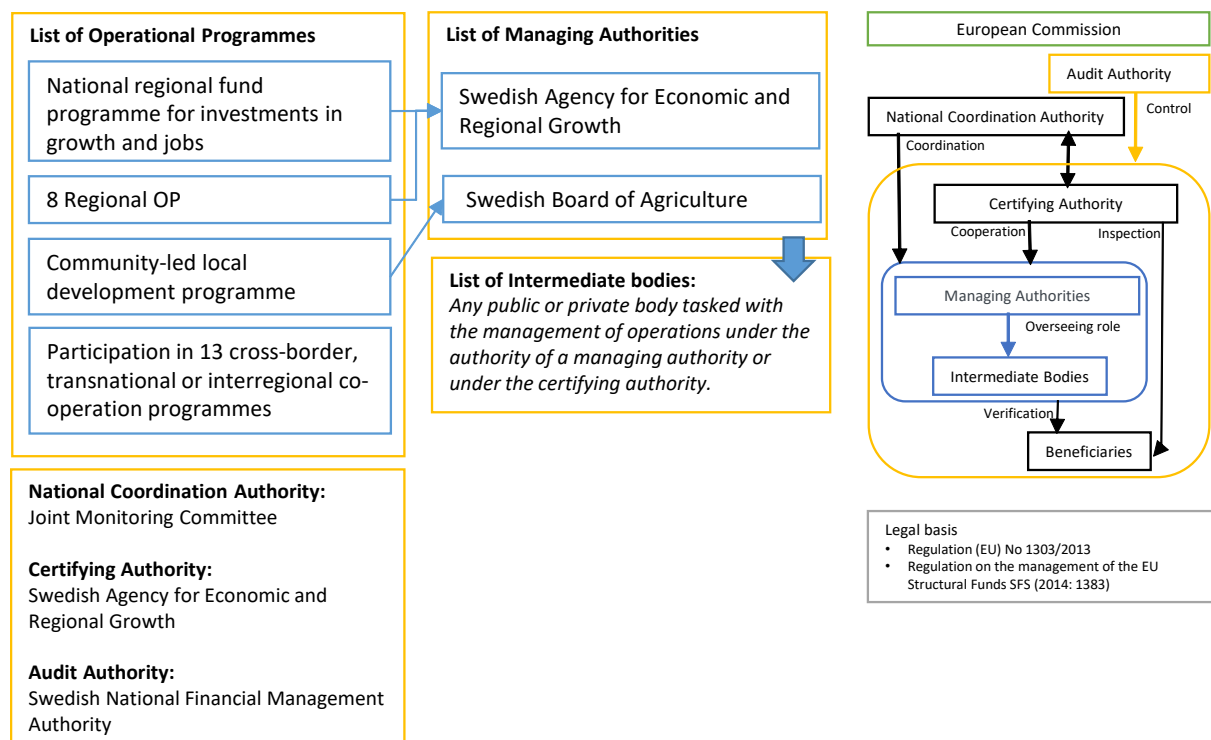 List of Operational Programmes
National regional fund
programme for investments in
growth and jobs
8 Regional OP
Community-led local
development programme
Participation in 13 cross-border,
transnational or interregional co-
operation programmes
List of Managing Authorities
Swedish Agency for Economic and
Regional Growth
Swedish Board of Agriculture
List of Intermediate bodies:
Any public or private body tasked with
the management of operations under the
authority of a managing authority or
under the certifying authority.
National Coordination Authority:
Joint Monitoring Committee
Certifying Authority:
Swedish Agency for Economic and
Regional Growth
Audit Authority:
Swedish National Financial Management
Authority
European Commission
Audit Authority
Control
National Coordination Authority
Coordination
Certifying Authority
Cooperation
Inspection
Managing Authorities
Overseeing role
Intermediate Bodies
Verification
Beneficiaries
Legal basis
• Regulation (EU) No 1303/2013
• Regulation on the management of the EU
Structural Funds SFS (2014: 1383)